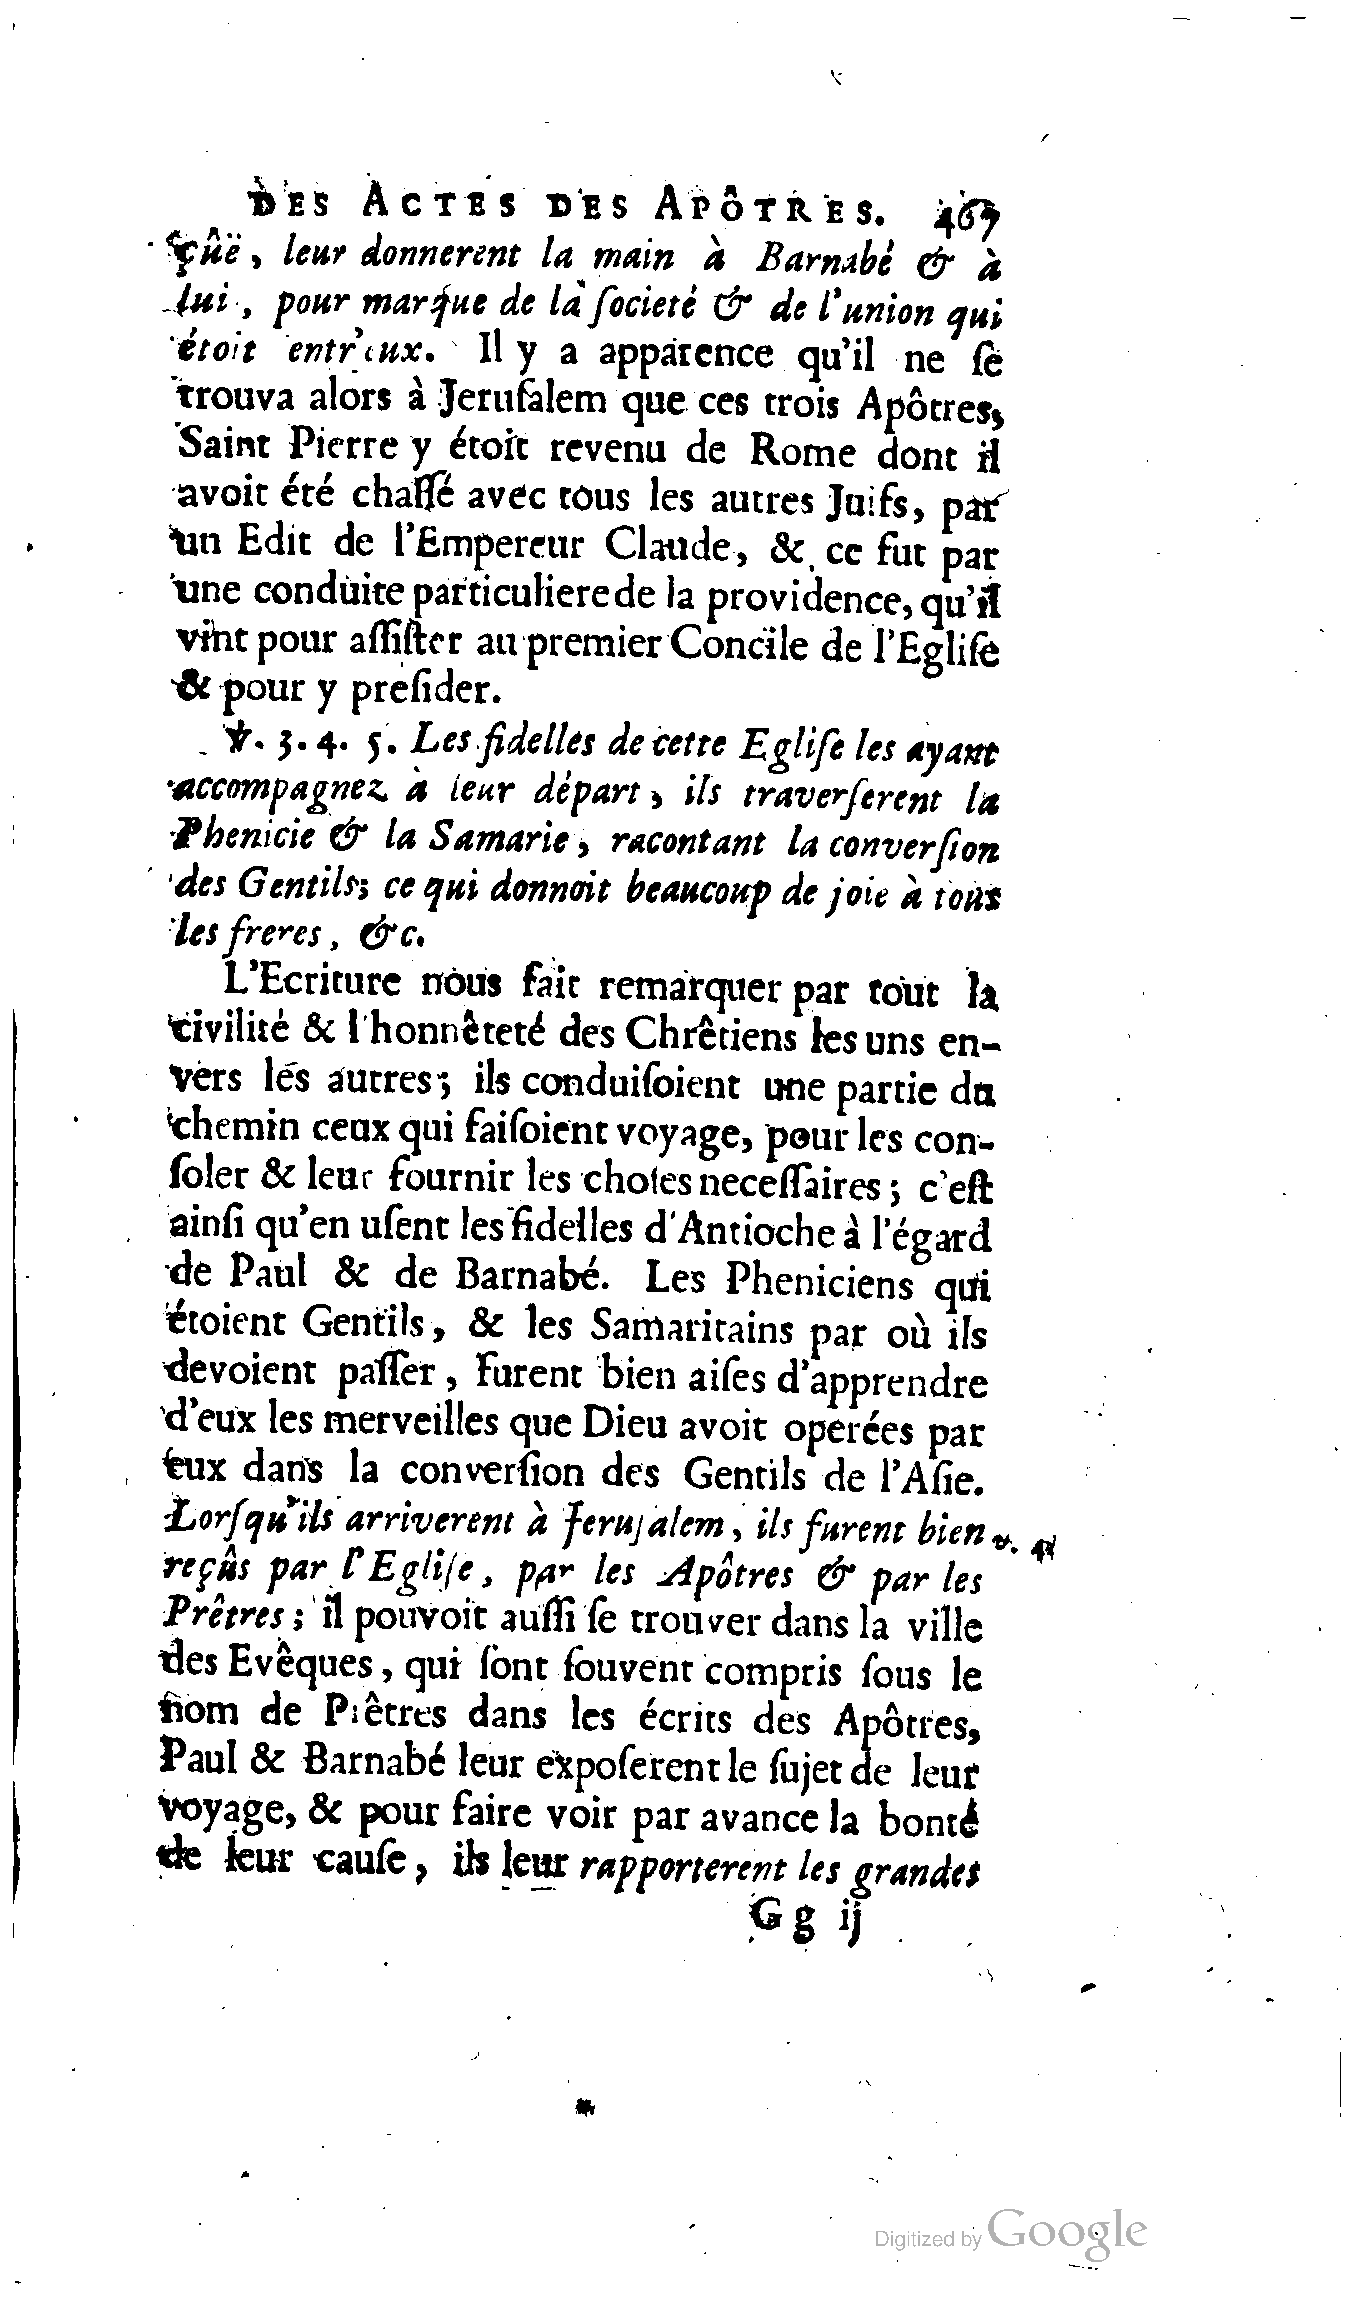 DES ACTES DES APÔTRES. 467
çûë, leur donnerent la main à Barnabé & à
lui, pour marque de la ſocieté & de l'union qui
étoit entr'eux. Il y a apparence qu'il ne ſe
trouva alors à Jeruſalem que ces trois Apôtres,
Saint Pierre y étoit revenu de Rome dont il
avoit été chaſſé avec tous les autres Juifs, par
un Edit de l'Empereur Claude, & ce fut par
une conduite particuliere de la providence, qu'il
vint pour aſſiſter au premier Concile de l'Egliſe
& pour y preſider.
℣. 3. 4. 5. Les fidelles de cette Egliſe les ayant
accompagnez à leur départ, ils traverſerent la
Phenicie & la Samarie, racontant la converſion
des Gentils; ce qui donnoit beaucoup de joie à tous
les freres, &c.
L'Ecriture nous fait remarquer par tout la
civilité & l'honnêteté des Chrêtiens les uns en-
vers les autres; ils conduiſoient une partie du
chemin ceux qui faiſoient voyage, pour les con-
ſoler & leur fournir les choſes neceſſaires; c'eſt
ainſi qu'en uſent les fidelles d'Antioche à l'égard
de Paul & de Barnabé. Les Pheniciens qui
étoient Gentils, & les Samaritains par où ils
devoient paſſer, furent bien aiſes d'apprendre
d'eux les merveilles que Dieu avoit operées par
eux dans la converſion des Gentils de l'Aſie.
Lorſqu'ils arriverent à Jeruſalem, ils furent bien ℣. 4.
reçûs par l'Egliſe, par les Apôtres & par les
Prêtres; il pouvoit auſſi ſe trouver dans la ville
des Evêques, qui ſont ſouvent compris ſous le
nom de Prêtres dans les écrits des Apôtres,
Paul & Barnabé leur expoſerent le ſujet de leur
voyage, & pour faire voir par avance la bonté
de leur cauſe, ils leur rapporterent les grandes
G g ij
Digitized by Google